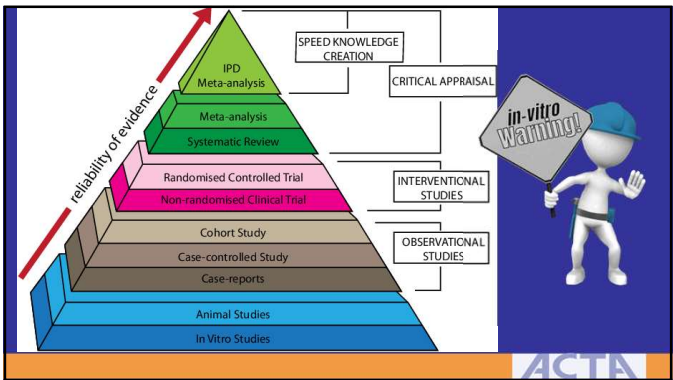 reliability of evidence
IPD
Meta-analysis
Meta-analysis
Systematic Review
Randomised Controlled Trial
Non-randomised Clinical Trial
Cohort Study
Case-controlled Study
Case-reports
Animal Studies
In Vitro Studies
SPEED KNOWLEDGE
CREATION
CRITICAL APPRAISAL
INTERVENTIONAL
STUDIES
OBSERVATIONAL
STUDIES
in-vitro
Warning!
ACTA